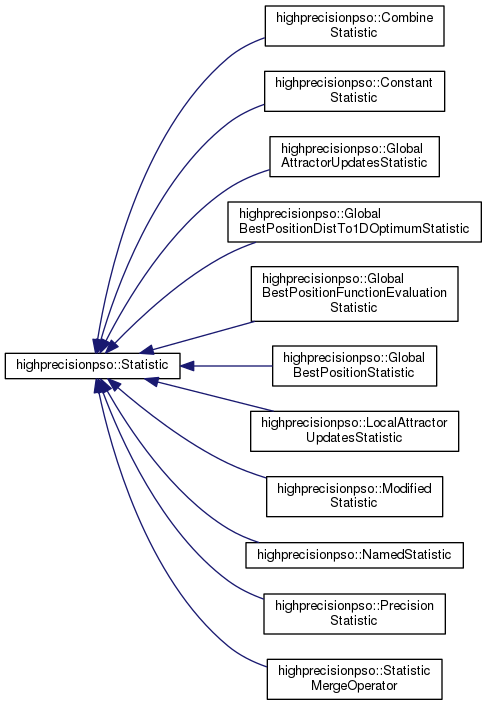 highprecisionpso::Combine
Statistic
highprecisionpso::Constant
Statistic
highprecisionpso::Global
AttractorUpdatesStatistic
highprecisionpso::Global
BestPositionDistTo1DOptimumStatistic
highprecisionpso::Global
BestPositionFunctionEvaluation
Statistic
highprecisionpso::Statistic
highprecisionpso::Global
BestPositionStatistic
highprecisionpso::LocalAttractor
UpdatesStatistic
highprecisionpso::Modified
Statistic
highprecisionpso::NamedStatistic
highprecisionpso::Precision
Statistic
highprecisionpso::Statistic
MergeOperator